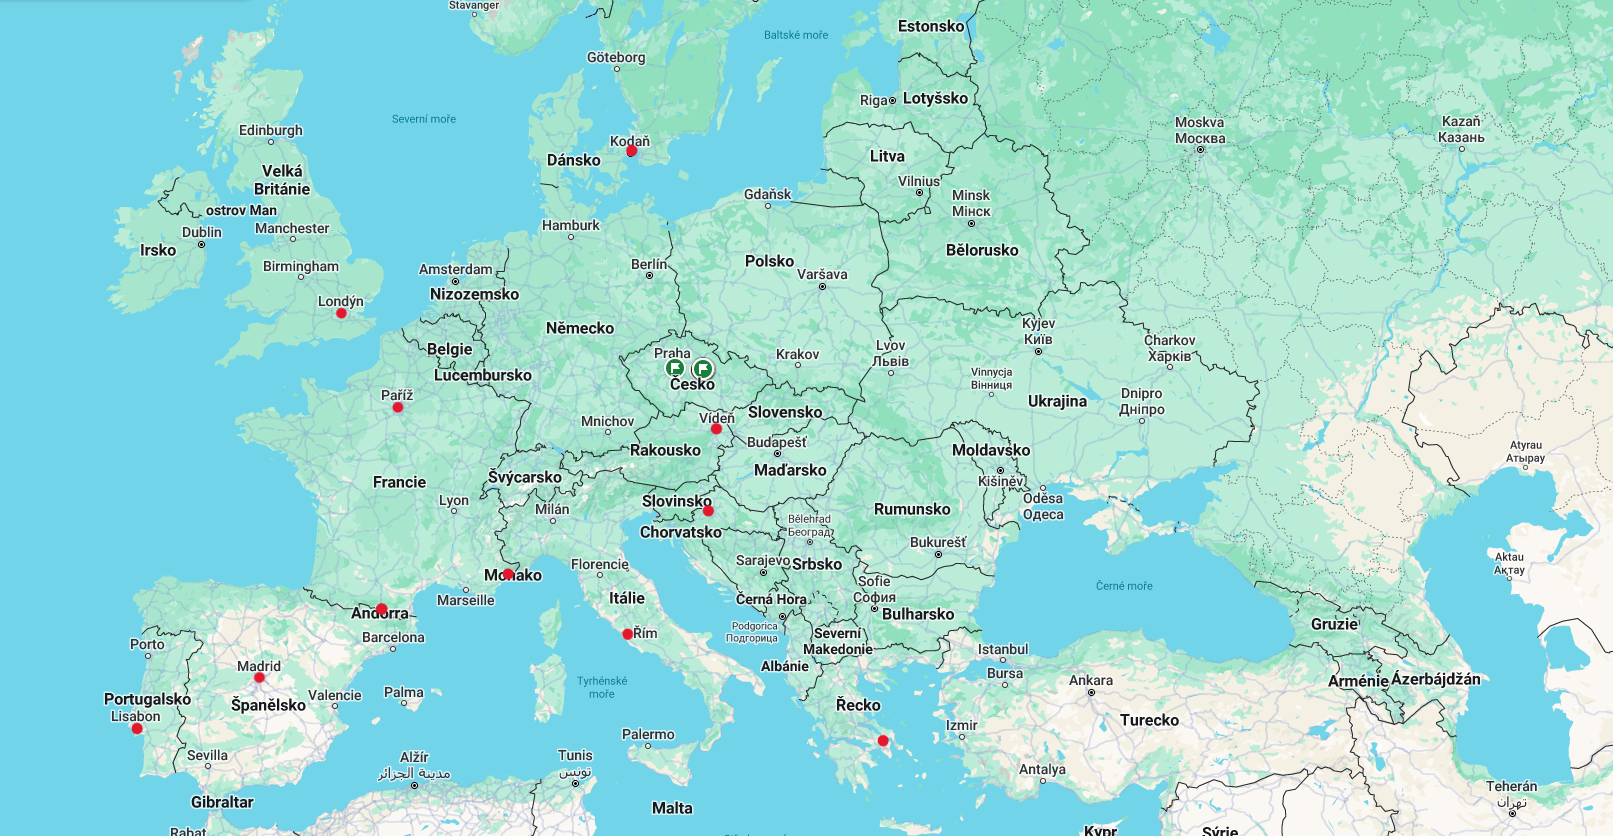 Stavanger
Estonsko
Baltské moře
Göteborg
Riga
Lotyšsko
Severní moře
Moskva
Москва
Kazaň
Казань
Edinburgh
Kodaň
Dánsko
Litva
Velká
Británie
Vilnius
Minsk
Мінск
Gdaňsk
ostrov Man
Dublin
Manchester
Hamburk
Irsko
Bělorusko
Polsko
Birmingham
Amsterdam
Berlín
Varšava
Nizozemsko
Londýn
Německo
Kyjev
Київ
Charkov
Харків
Belgie
Praha
Krakov
Lvov
Львів
Lucembursko
Česko
Vinnycja
Вінниця
Paříž
Dnipro
Дніпро
Ukrajina
Slovensko
Mnichov
Vídeň
Budapešť
Rakousko
Moldavsko
Atyrau
Атырау
Maďarsko
Francie
Švýcarsko
Kišiněv
Lyon
Slovinsko
Oděsa
Одеса
Milán
Rumunsko
Bělehrad
Београд
Chorvatsko
Bukurešť
Aktau
Ақтау
Florencie
Sarajevo
Srbsko
Monako
Sofie
София
Černé moře
Marseille
Itálie
Černá Hora
Andorra
Bulharsko
Gruzie
Podgorica
Подгорица
Řím
Severní
Makedonie
Barcelona
Porto
Istanbul
Madrid
Albánie
Bursa
Tyrhénské
moře
Ankara
Arménie
Ázerbájdžán
Palma
Valencie
Portugalsko
Španělsko
Řecko
Lisabon
Turecko
Izmir
Palermo
Sevilla
Alžír
مدينة الجزائر
Tunis
تونس
Antalya
Teherán
تهران
Gibraltar
Malta
Rabat
Kypr
Sýrie